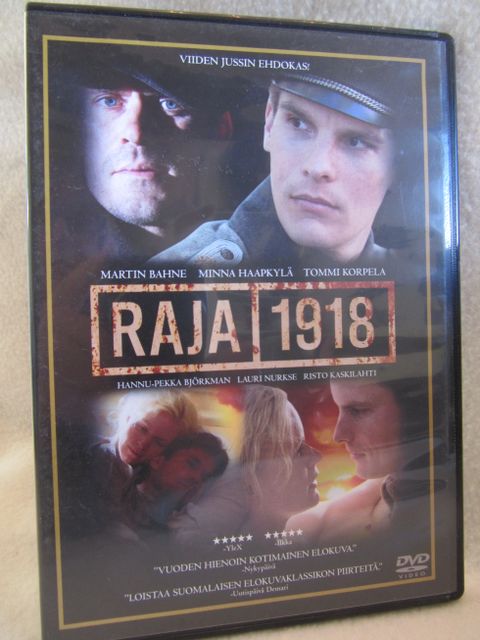 VIIDEN JUSSIN EHDOKAS!
MARTIN BAHNE MINNA HAAPKYLÄ TOMMI KORPELA
RAJA 1918
HANNU-PEKKA BJÖRKMAN LAURI NURKSE RISTO KASKILAHTI
★★★★★ ★★★★★
-YleX -Ilkka
"VUODEN HIENOIN KOTIMAINEN ELOKUVA."
-Nykypäivä
"LOISTAA SUOMALAISEN ELOKUVAKLASSIKON PIIRTEITÄ."
-Uutispäivä Demari
DVD
VIDEO